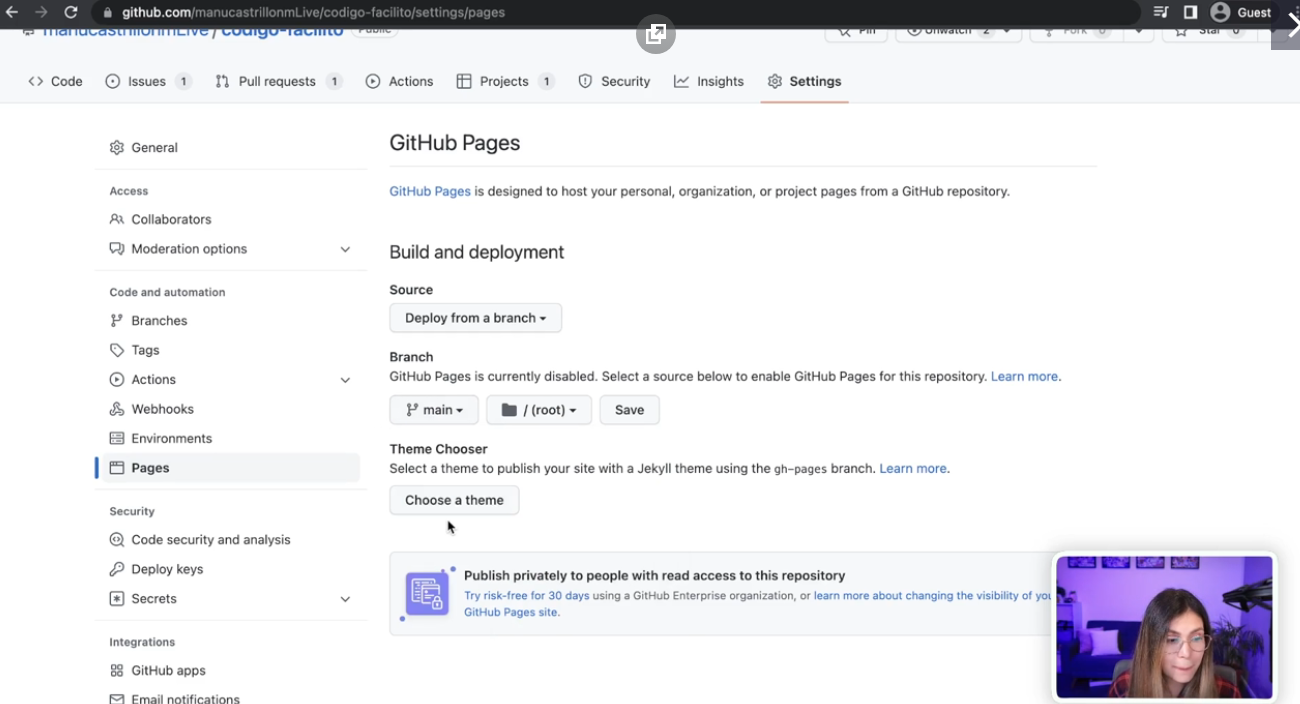 github.com/manucastrillonmLive/codigo-facilito/settings/pages
Guest
manucastrillonmLive / codigo-facilito Public
Pin Unwatch 2 Fork 0 Star 0
Code Issues 1 Pull requests 1 Actions Projects 1 Security Insights Settings
General
Access
Collaborators
Moderation options
Code and automation
Branches
Tags
Actions
Webhooks
Environments
Pages
Security
Code security and analysis
Deploy keys
Secrets
Integrations
GitHub apps
Email notifications
GitHub Pages
GitHub Pages is designed to host your personal, organization, or project pages from a GitHub repository.
Build and deployment
Source
Deploy from a branch
Branch
GitHub Pages is currently disabled. Select a source below to enable GitHub Pages for this repository. Learn more.
main / (root) Save
Theme Chooser
Select a theme to publish your site with a Jekyll theme using the gh-pages branch. Learn more.
Choose a theme
Publish privately to people with read access to this repository
Try risk-free for 30 days using a GitHub Enterprise organization, or learn more about changing the visibility of
GitHub Pages site.